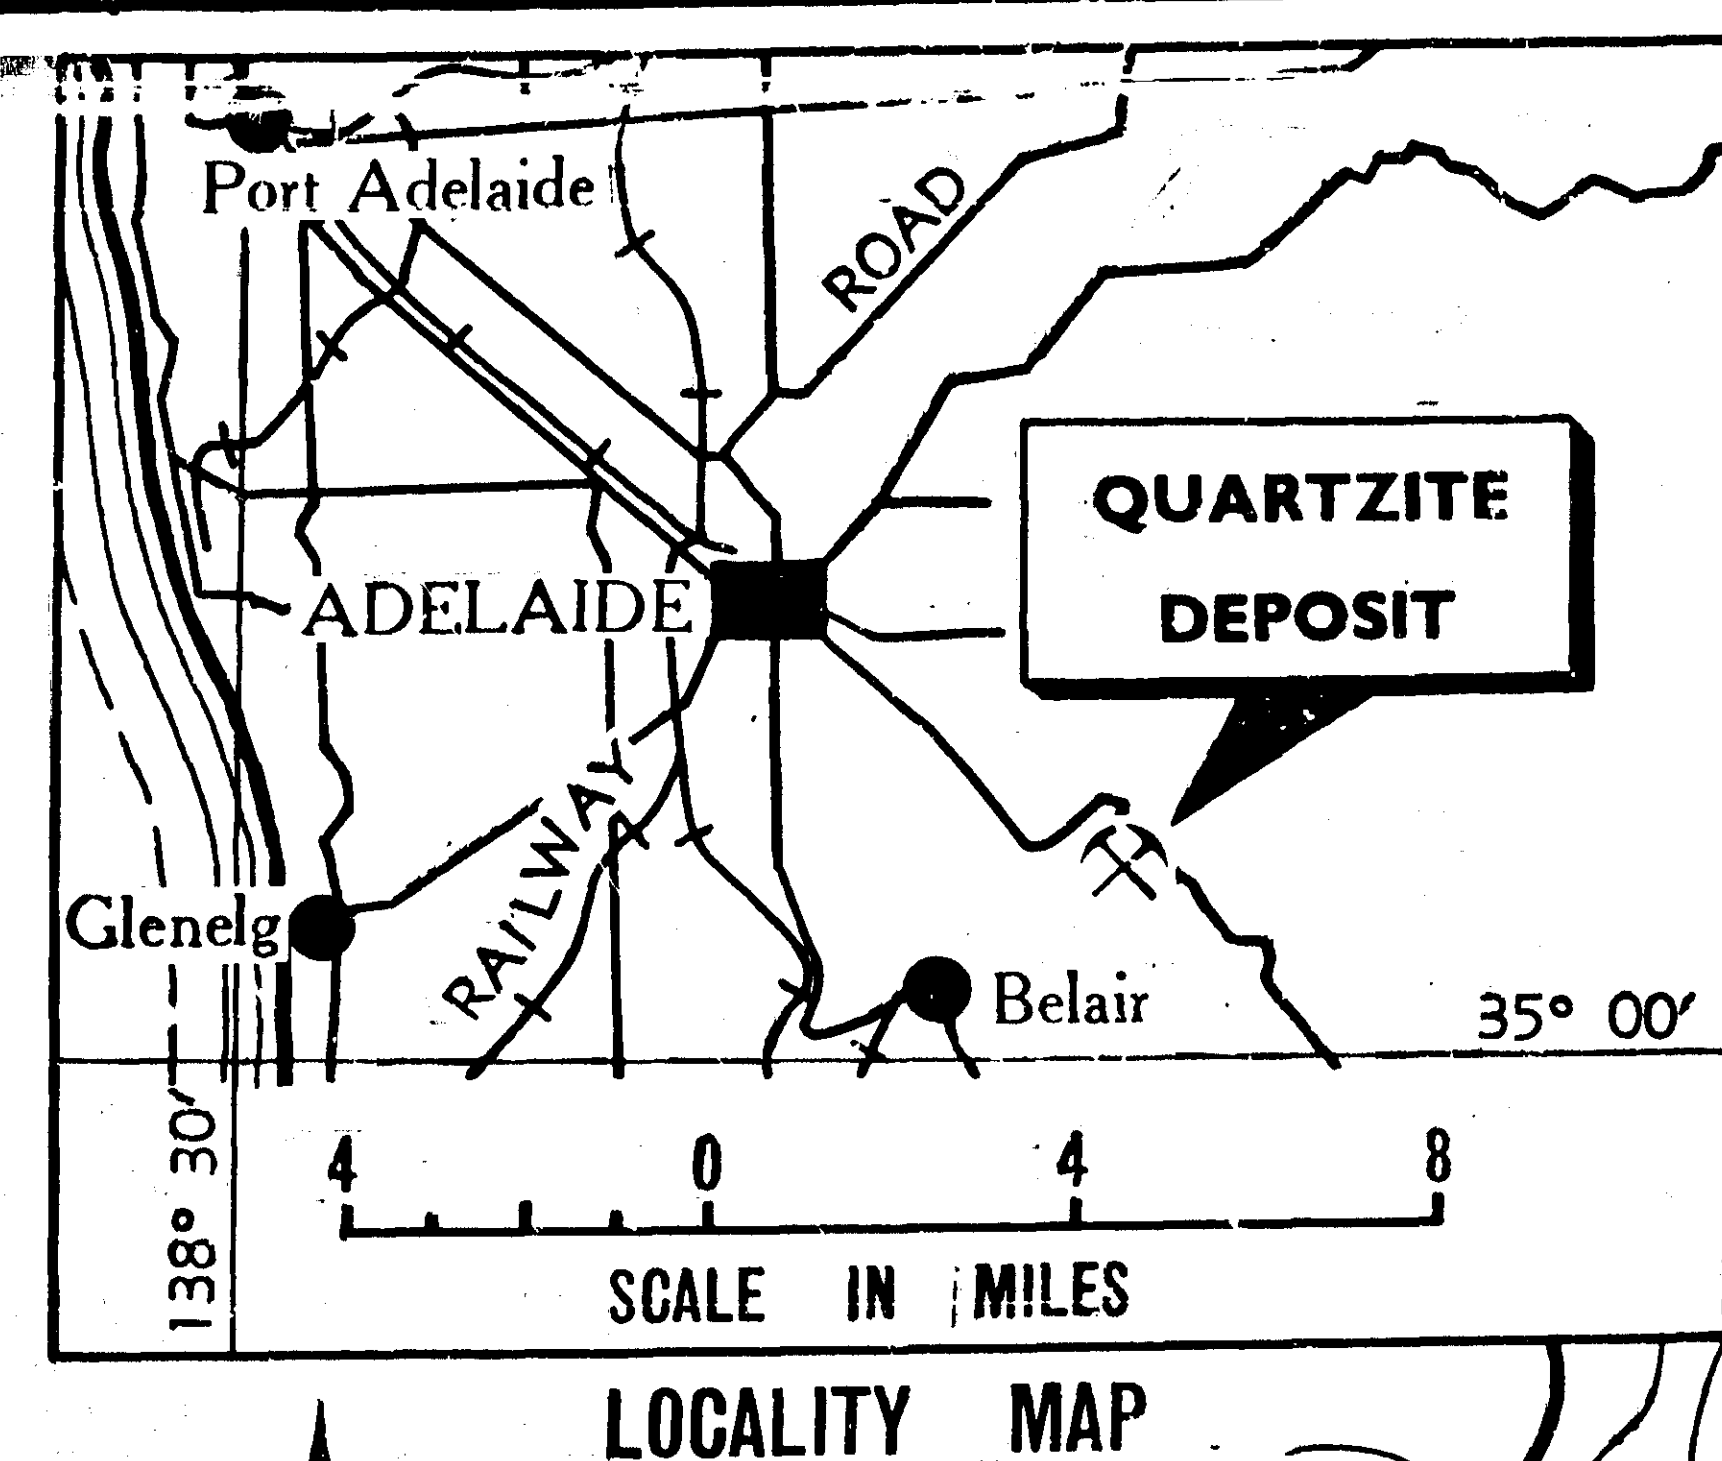 Port Adelaide
ROAD
QUARTZITE
DEPOSIT
ADELAIDE
RAILWAY
Glenelg
Belair
35° 00′
138° 30′
4 0 4 8
SCALE IN MILES
LOCALITY MAP